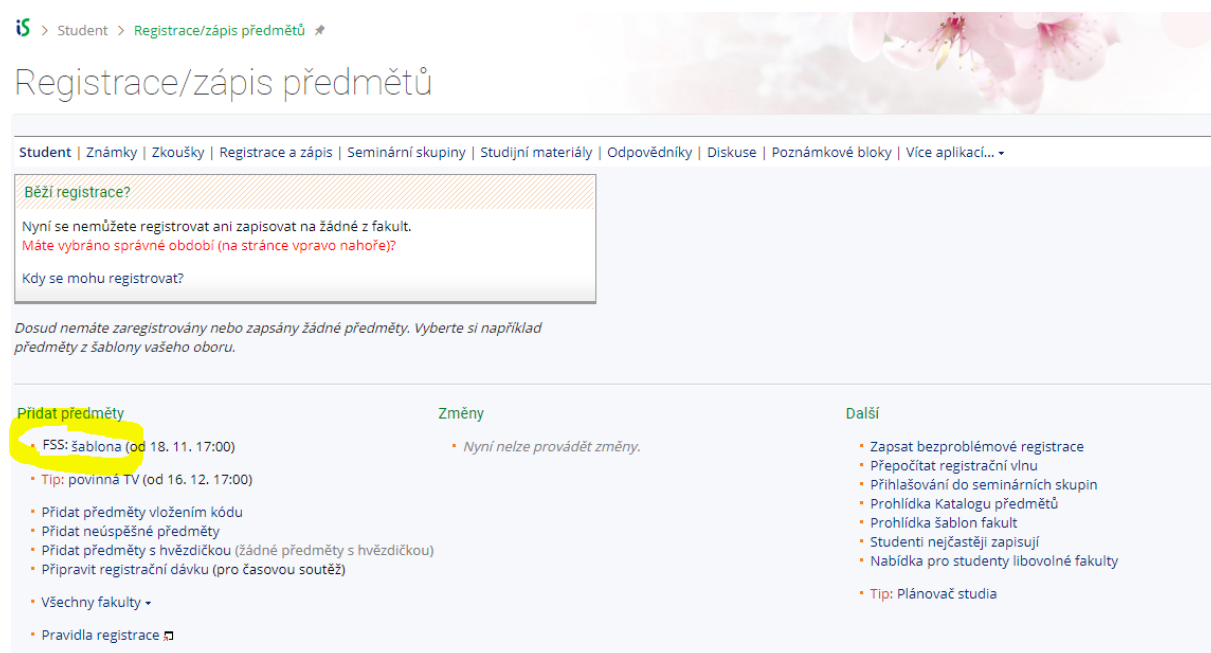 iS > Student > Registrace/zápis předmětů
Registrace/zápis předmětů
Student | Známky | Zkoušky | Registrace a zápis | Seminární skupiny | Studijní materiály | Odpovědníky | Diskuse | Poznámkové bloky | Více aplikací...
Běží registrace?
Nyní se nemůžete registrovat ani zapisovat na žádné z fakult.
Máte vybráno správné období (na stránce vpravo nahoře)?
Kdy se mohu registrovat?
Dosud nemáte zaregistrovány nebo zapsány žádné předměty. Vyberte si například
předměty z šablony vašeho oboru.
Přidat předměty
FSS: šablona (od 18. 11. 17:00)
Tip: povinná TV (od 16. 12. 17:00)
Přidat předměty vložením kódu
Přidat neúspěšné předměty
Přidat předměty s hvězdičkou (žádné předměty s hvězdičkou)
Připravit registrační dávku (pro časovou soutěž)
Všechny fakulty
Pravidla registrace
Změny
Nyní nelze provádět změny.
Další
Zapsat bezproblémové registrace
Přepočítat registrační vlnu
Přihlašování do seminárních skupin
Prohlídka Katalogu předmětů
Prohlídka šablon fakult
Studenti nejčastěji zapisují
Nabídka pro studenty libovolné fakulty
Tip: Plánovač studia